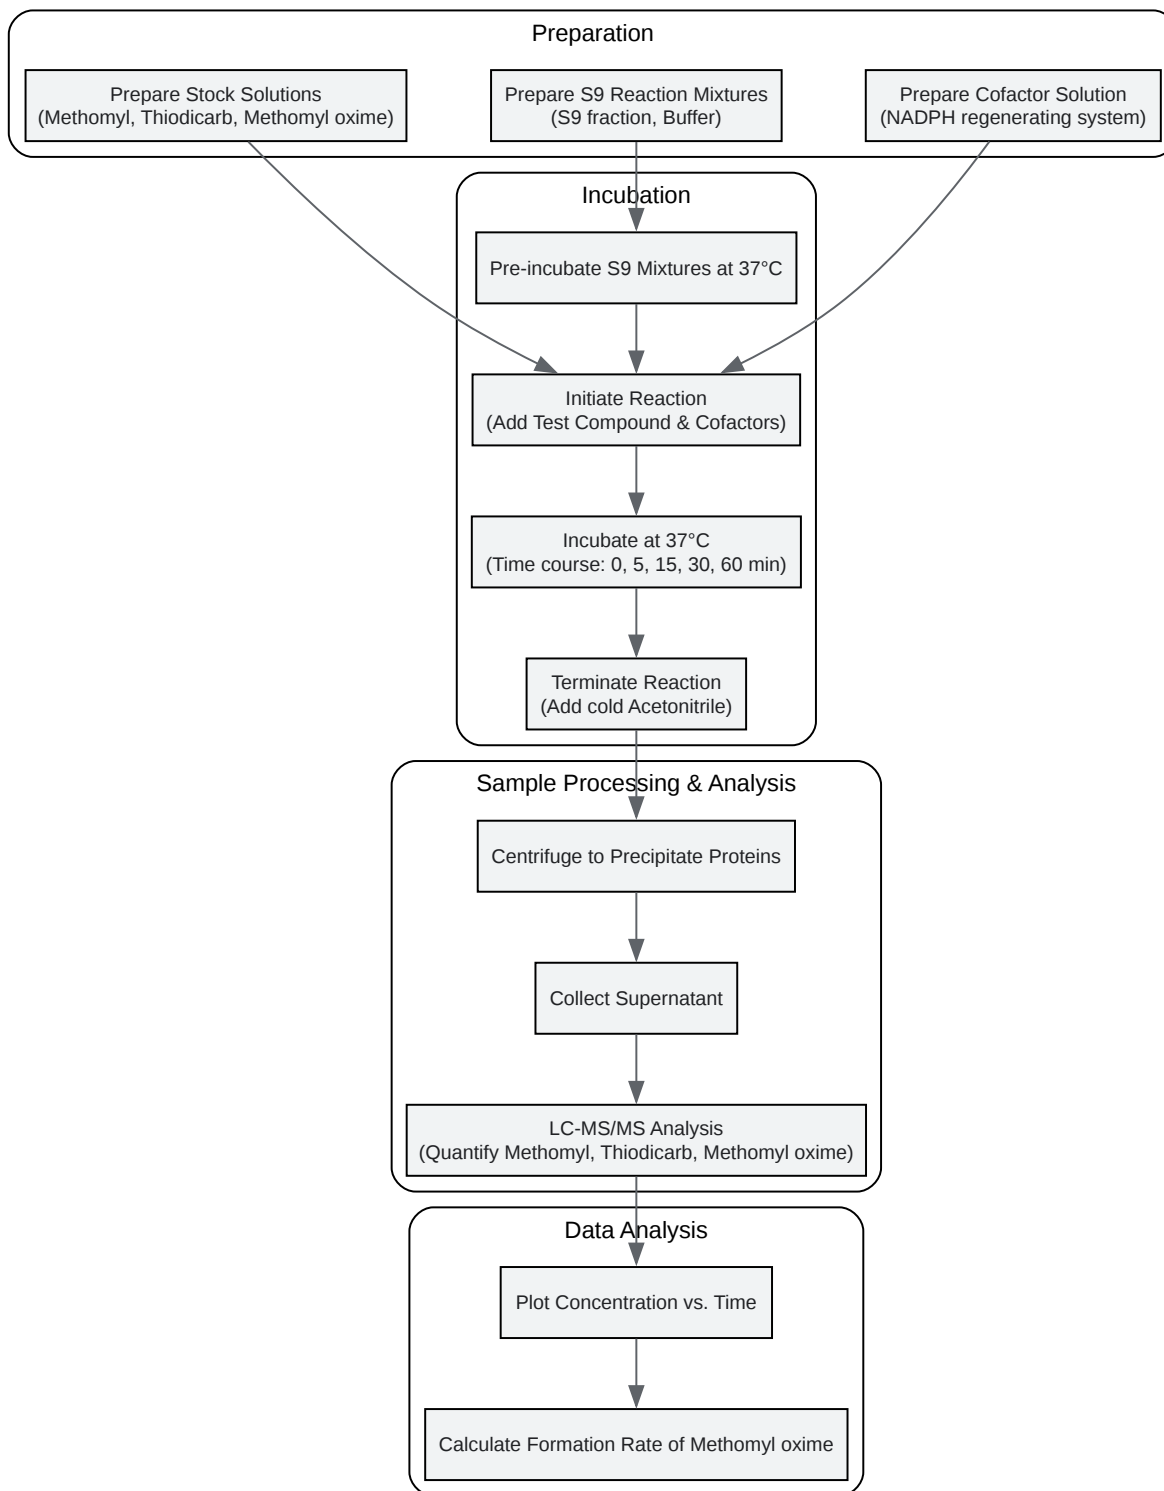 Preparation
Prepare Stock Solutions
(Methomyl, Thiodicarb, Methomyl oxime)
Prepare S9 Reaction Mixtures
(S9 fraction, Buffer)
Prepare Cofactor Solution
(NADPH regenerating system)
Incubation
Pre-incubate S9 Mixtures at 37°C
Initiate Reaction
(Add Test Compound & Cofactors)
Incubate at 37°C
(Time course: 0, 5, 15, 30, 60 min)
Terminate Reaction
(Add cold Acetonitrile)
Sample Processing & Analysis
Centrifuge to Precipitate Proteins
Collect Supernatant
LC-MS/MS Analysis
(Quantify Methomyl, Thiodicarb, Methomyl oxime)
Data Analysis
Plot Concentration vs. Time
Calculate Formation Rate of Methomyl oxime